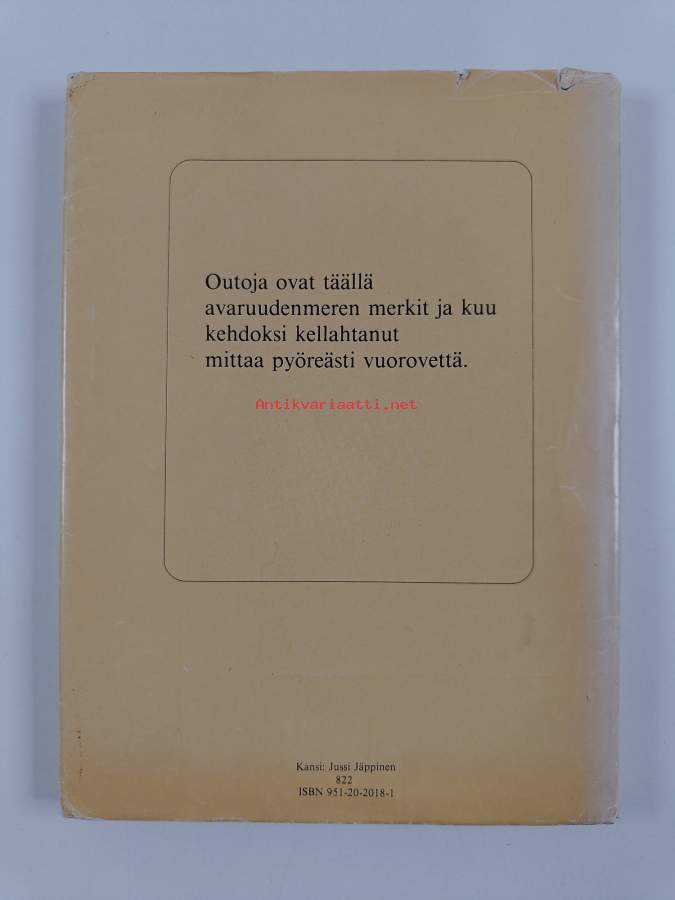 Outoja ovat täällä
avaruudenmeren merkit ja kuu
kehdoksi kellahtanut
mittaa pyöreästi vuorovettä.
Antikvariaatti.net
Kansi: Jussi Jäppinen
822
ISBN 951-20-2018-1